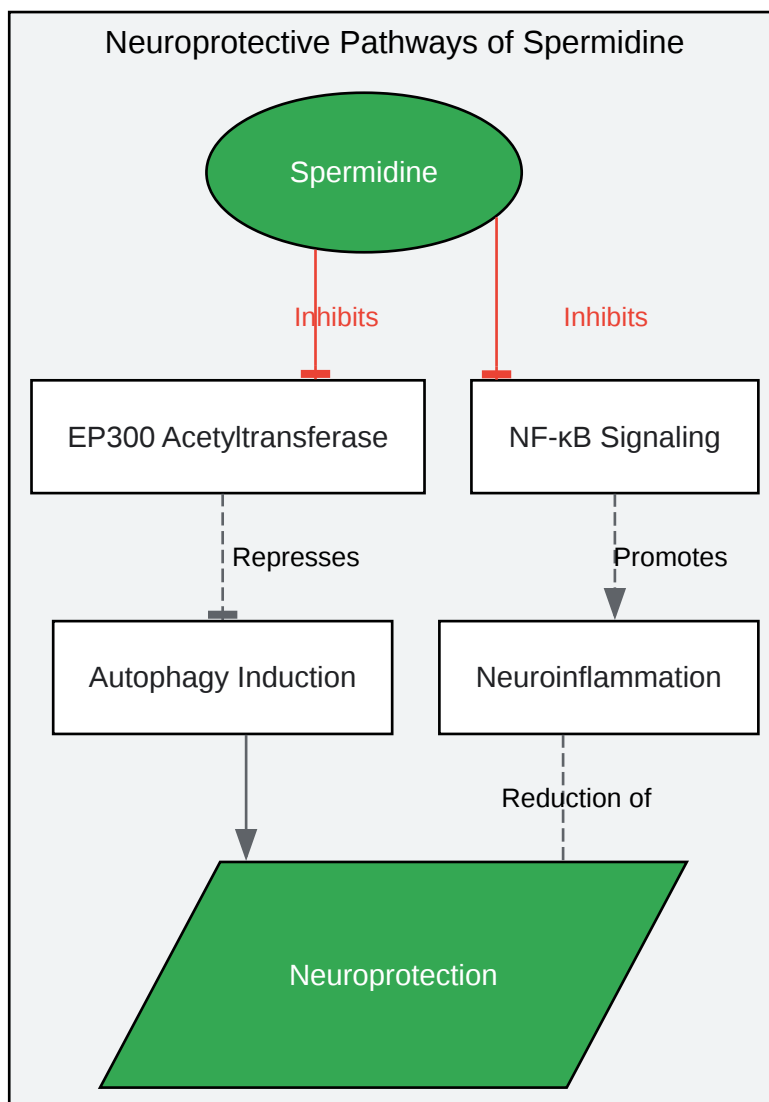 Neuroprotective Pathways of Spermidine
Spermidine
Inhibits
Inhibits
EP300 Acetyltransferase
NF-κB Signaling
Represses
Promotes
Autophagy Induction
Neuroinflammation
Reduction of
Neuroprotection